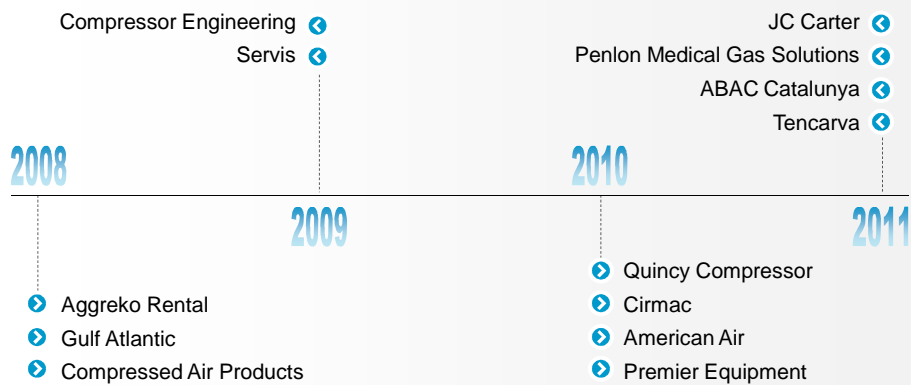 Compressor Engineering
Servis
JC Carter
Penlon Medical Gas Solutions
ABAC Catalunya
Tencarva
2008
2010
2009
2011
Aggreko Rental
Gulf Atlantic
Compressed Air Products
Quincy Compressor
Cirmac
American Air
Premier Equipment